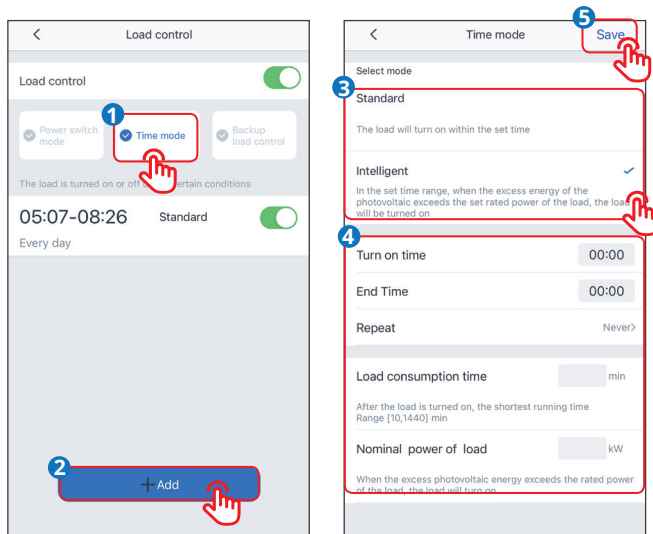 Load control
Load control
1
Power switch
mode
Time mode
Backup
load control
The load is turned on or off certain conditions
05:07-08:26 Standard
Every day
2
Add
5
Time mode Save
Select mode
3
Standard
The load will turn on within the set time
Intelligent
In the set time range, when the excess energy of the
photovoltaic exceeds the set rated power of the load, the load
will be turned on
4
Turn on time 00:00
End Time 00:00
Repeat Never>
Load consumption time min
After the load is turned on, the shortest running time
Range [10,1440] min
Nominal power of load kW
When the excess photovoltaic energy exceeds the rated power
of the load, the load will turn on